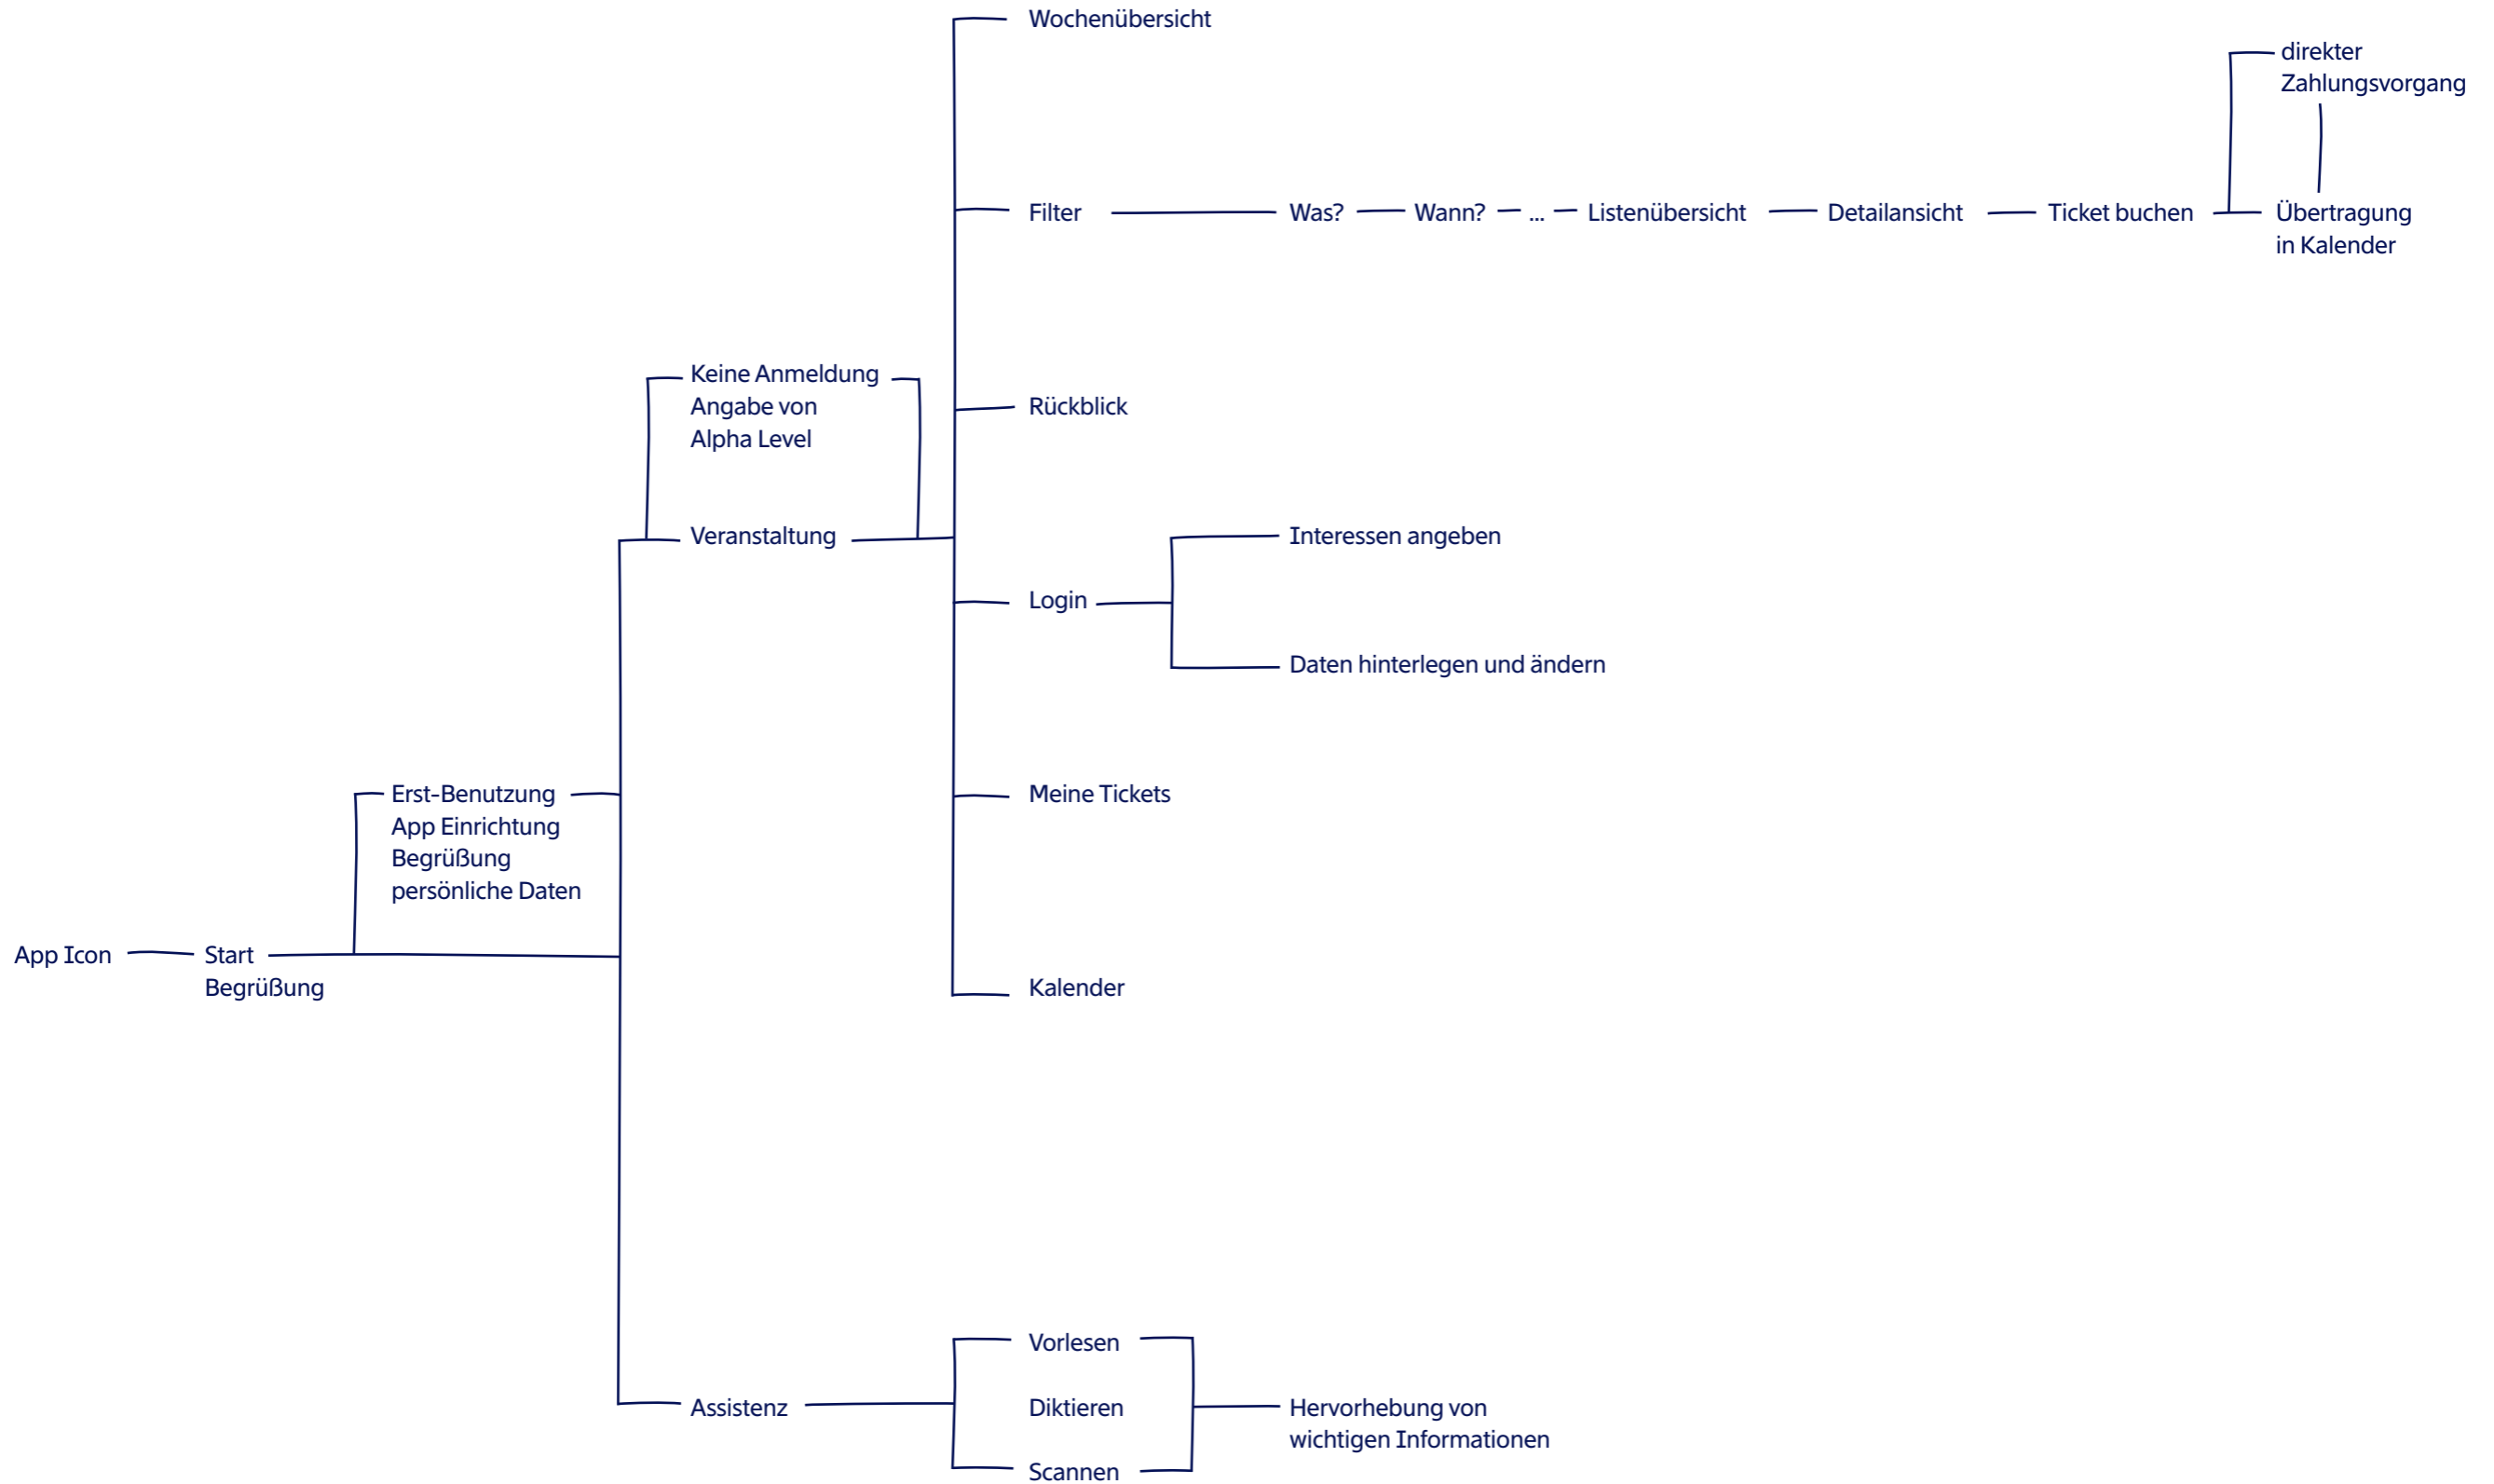 Wochenübersicht
direkter
Zahlungsvorgang
Filter
Was?
Wann?
...
Listenübersicht
Detailansicht
Ticket buchen
Übertragung
in Kalender
Keine Anmeldung
Angabe von
Alpha Level
Rückblick
Veranstaltung
Interessen angeben
Login
Daten hinterlegen und ändern
Erst-Benutzung
App Einrichtung
Begrüßung
persönliche Daten
Meine Tickets
App Icon
Start
Begrüßung
Kalender
Vorlesen
Assistenz
Diktieren
Hervorhebung von
wichtigen Informationen
Scannen